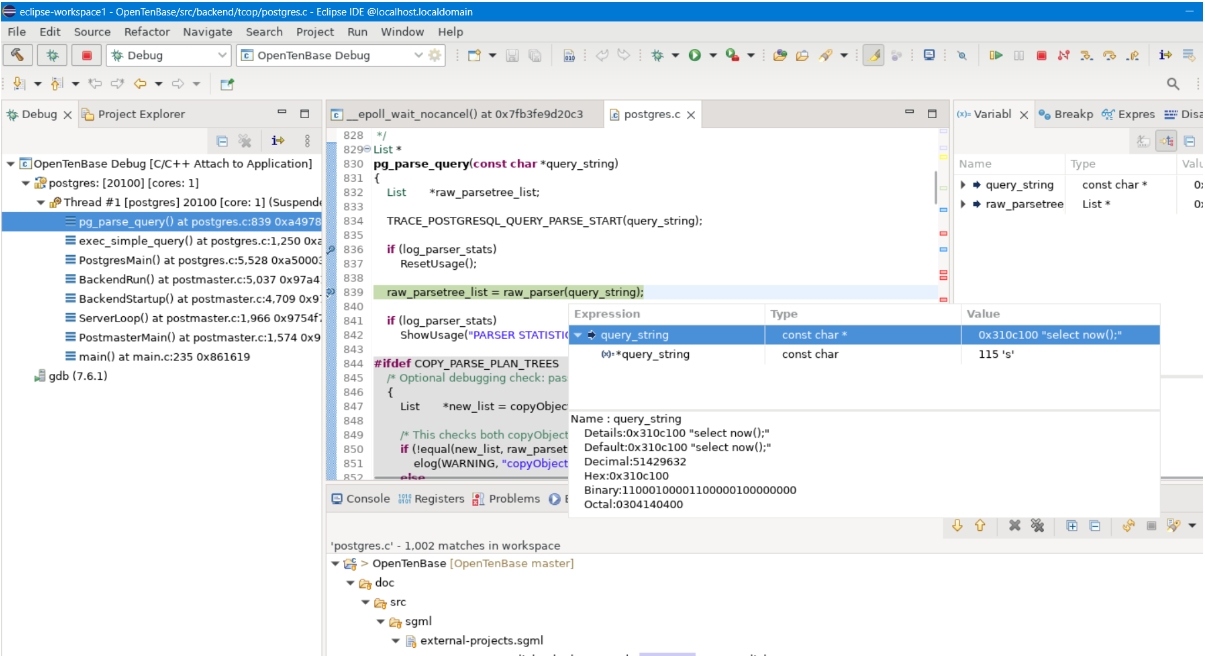 eclipse-workspace1 - OpenTenBase/src/backend/tcop/postgres.c - Eclipse IDE @localhost.localdomain
File Edit Source Refactor Navigate Search Project Run Window Help
Debug OpenTenBase Debug
Debug Project Explorer
OpenTenBase Debug [C/C++ Attach to Application]
postgres: [20100] [cores: 1]
Thread #1 [postgres] 20100 [core: 1] (Suspende
pg_parse_query() at postgres.c:839 0xa4978
exec_simple_query() at postgres.c:1,250 0xa
PostgresMain() at postgres.c:5,528 0xa5000
BackendRun() at postmaster.c:5,037 0x97a4
BackendStartup() at postmaster.c:4,709 0x9
ServerLoop() at postmaster.c:1,966 0x9754f
PostmasterMain() at postmaster.c:1,574 0x9
main() at main.c:235 0x861619
gdb (7.6.1)
__epoll_wait_nocancel() at 0x7fb3fe9d20c3 postgres.c
828 */
829 List *
830 pg_parse_query(const char *query_string)
831 {
832 List *raw_parsetree_list;
833
834 TRACE_POSTGRESQL_QUERY_PARSE_START(query_string);
835
836 if (log_parser_stats)
837 ResetUsage();
838
839 raw_parsetree_list = raw_parser(query_string);
840
841 if (log_parser_stats)
842 ShowUsage("PARSER STATISTIC
843
844 #ifdef COPY_PARSE_PLAN_TREES
845 /* Optional debugging check: pas
846 {
847 List *new_list = copyObjec
848
849 /* This checks both copyObject
850 if (!equal(new_list, raw_parset
851 elog(WARNING, "copyObject
852 else
(x)= Variabl Breakp Expres Disa
Name Type Valu
query_string const char * 0
raw_parsetree List * 0
Expression Type Value
query_string const char * 0x310c100 "select now();"
(x)= *query_string const char 115 's'
Name : query_string
Details:0x310c100 "select now();"
Default:0x310c100 "select now();"
Decimal:51429632
Hex:0x310c100
Binary:11000100001100000100000000
Octal:0304140400
Console Registers Problems
'postgres.c' - 1,002 matches in workspace
> OpenTenBase [OpenTenBase master]
doc
src
sgml
external-projects.sgml